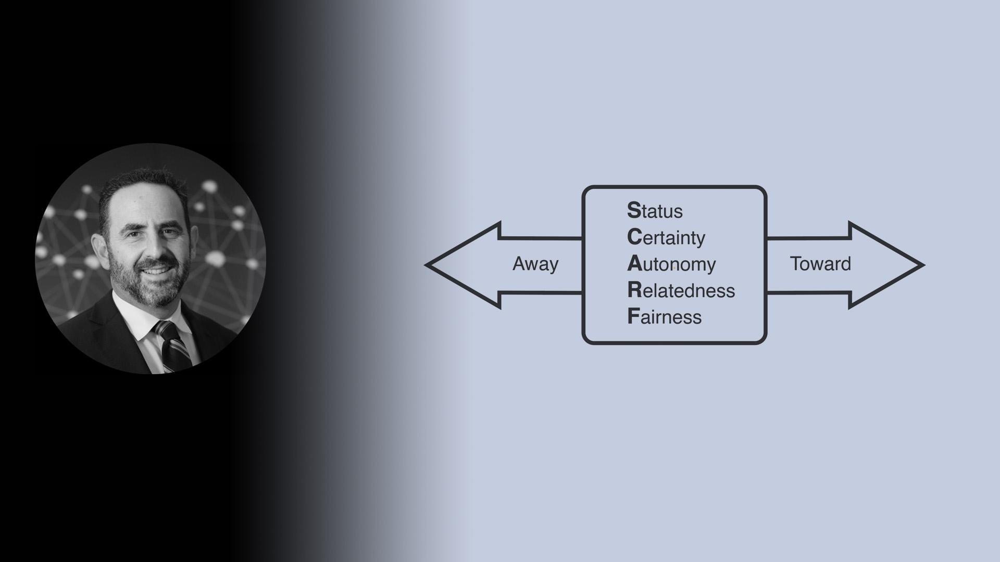 Status
Certainty
Away
Autonomy
Toward
Relatedness
Fairness